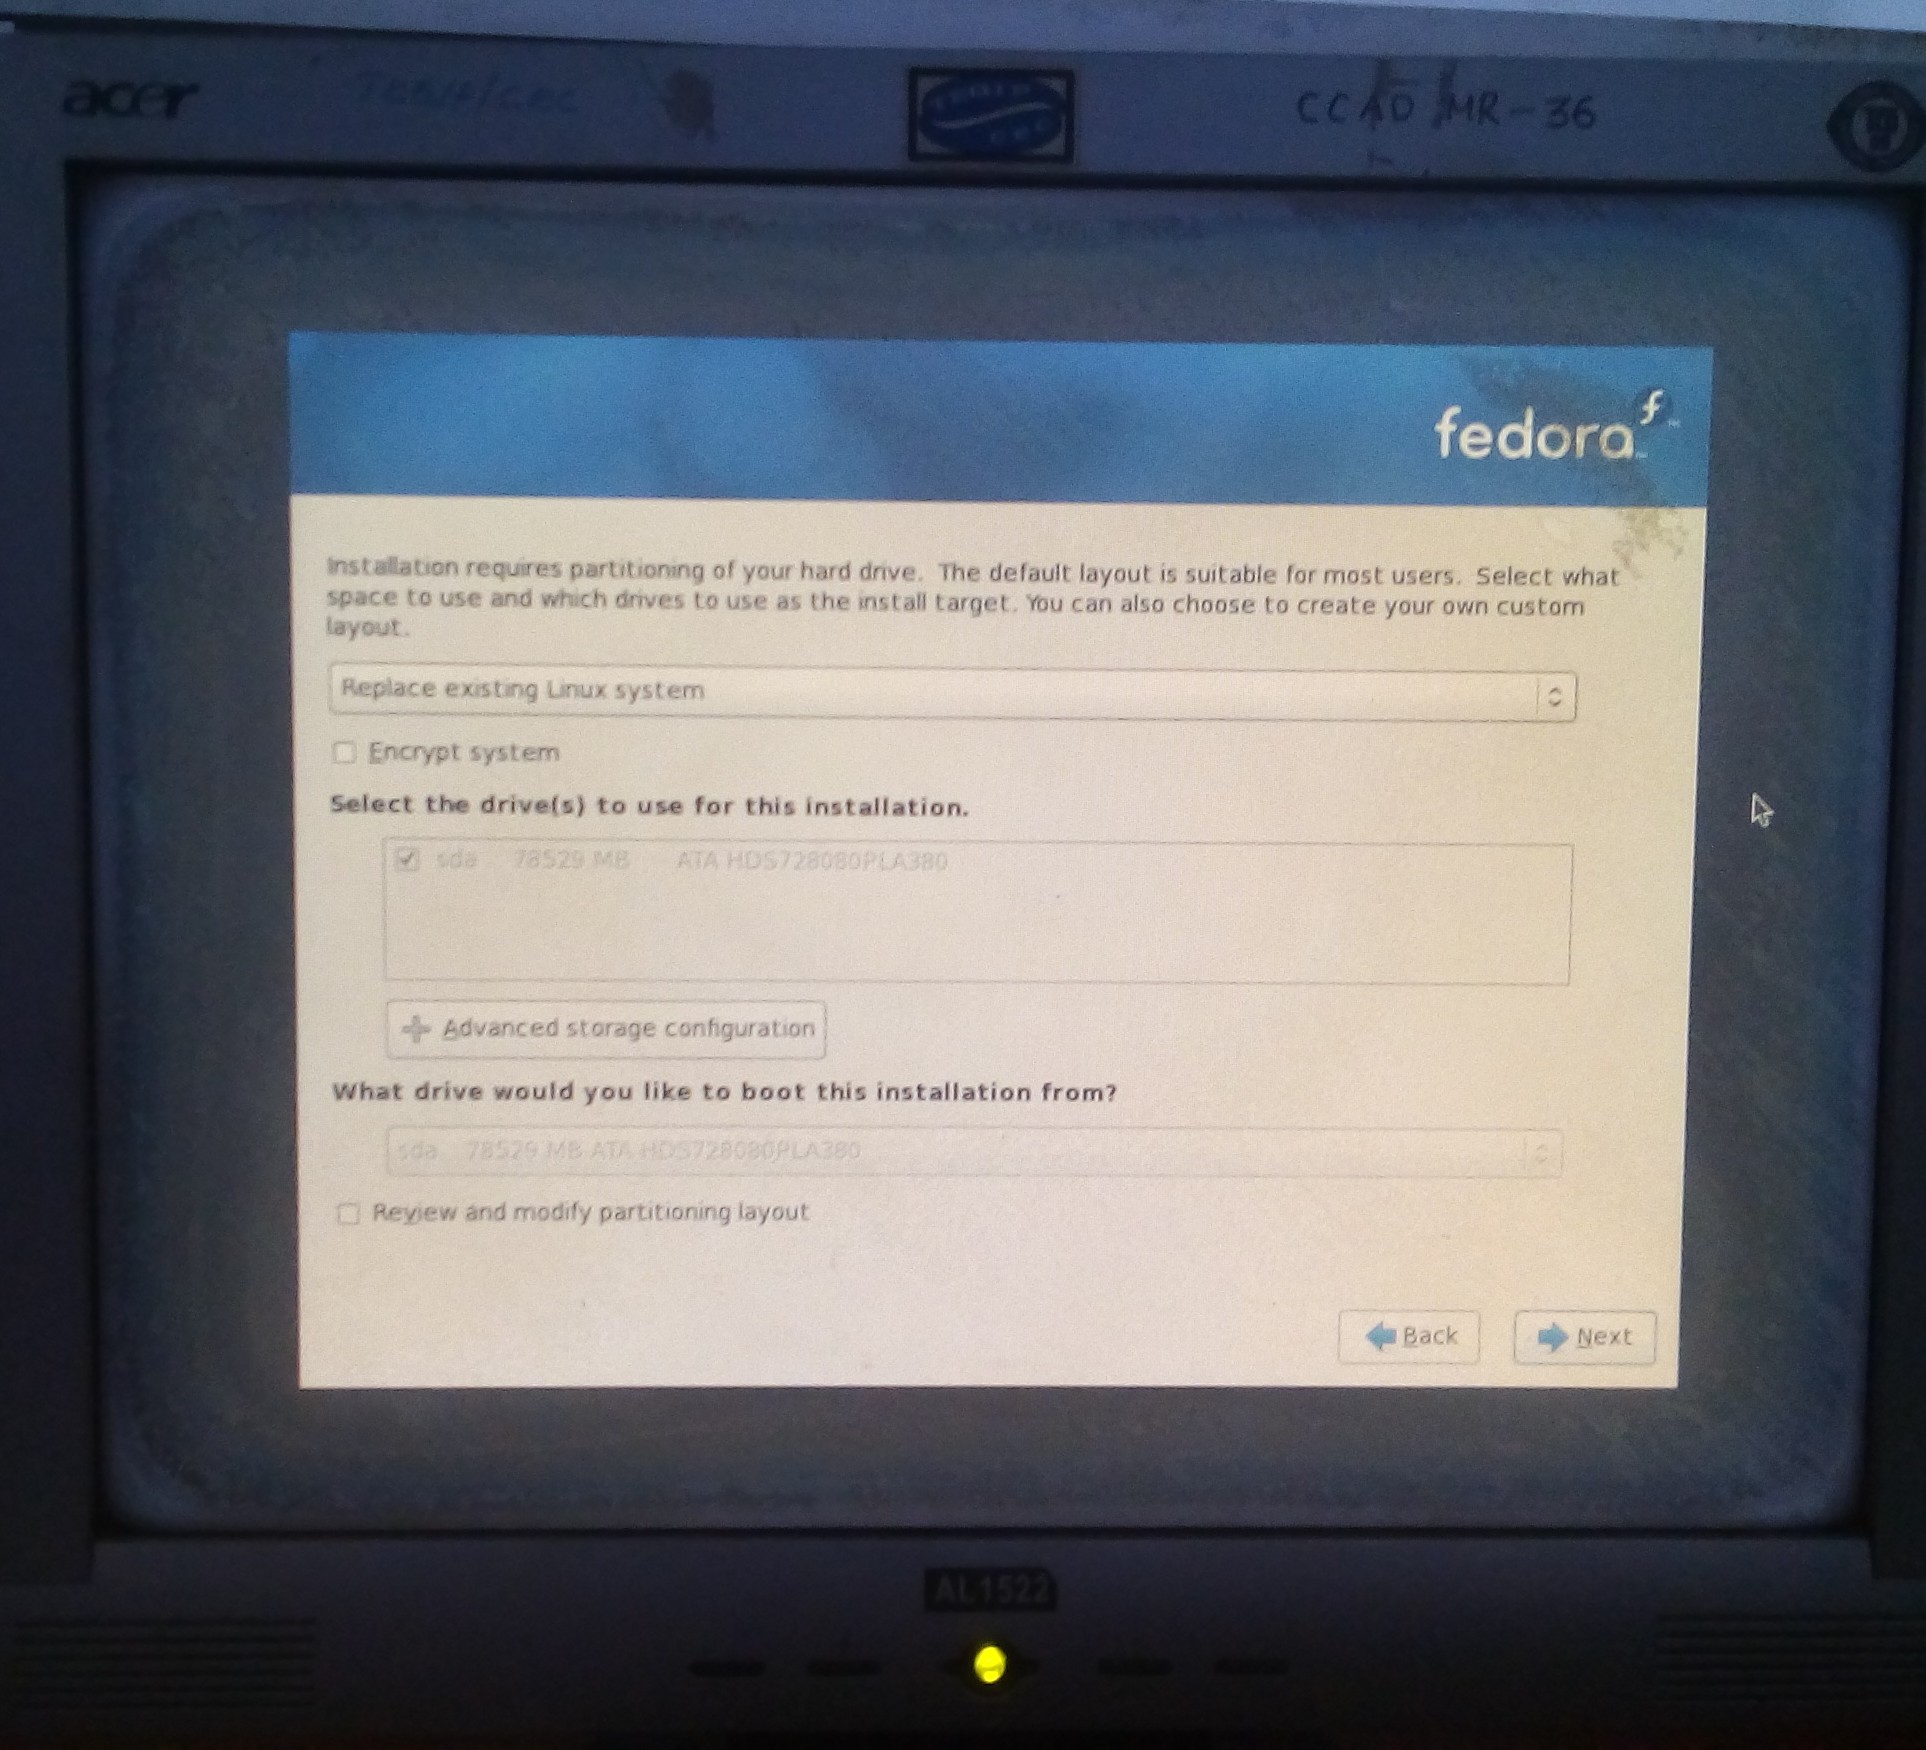 acer
CCAD MR-36
fedora
Installation requires partitioning of your hard drive. The default layout is suitable for most users. Select what
space to use and which drives to use as the install target. You can also choose to create your own custom
layout.
Replace existing Linux system
Encrypt system
Select the drive(s) to use for this installation.
sda 78529 MB ATA HDS728080PLA380
Advanced storage configuration
What drive would you like to boot this installation from?
sda 78529 MB ATA HDS728080PLA380
Review and modify partitioning layout
Back
Next
AL1522